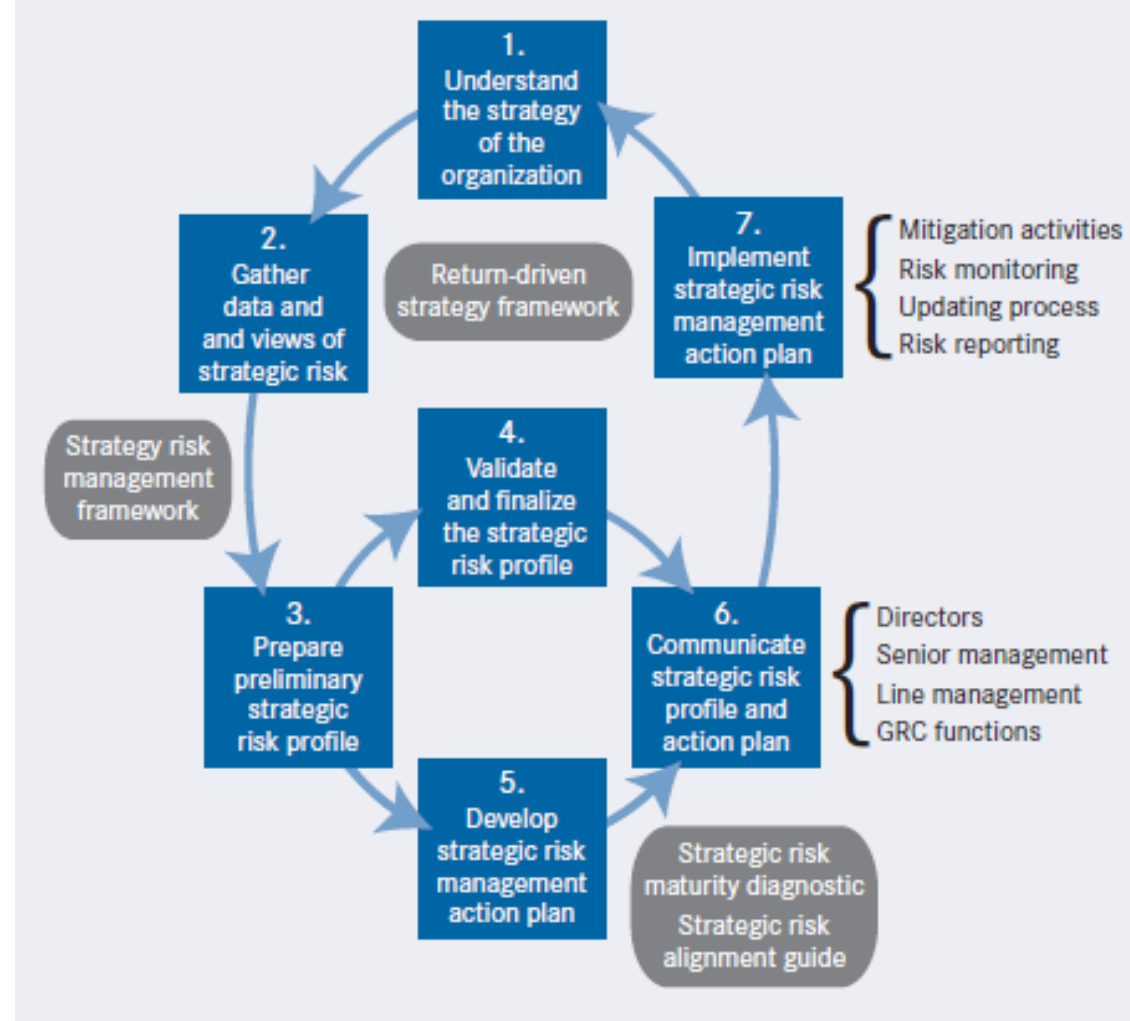 1.
Understand
the strategy
of the
organization
2.
Gather
data and
and views of
strategic risk
Return-driven
strategy framework
7.
Implement
strategic risk
management
action plan
Mitigation activities
Risk monitoring
Updating process
Risk reporting
Strategy risk
management
framework
4.
Validate
and finalize
the strategic
risk profile
3.
Prepare
preliminary
strategic
risk profile
6.
Communicate
strategic risk
profile and
action plan
Directors
Senior management
Line management
GRC functions
5.
Develop
strategic risk
management
action plan
Strategic risk
maturity diagnostic
Strategic risk
alignment guide